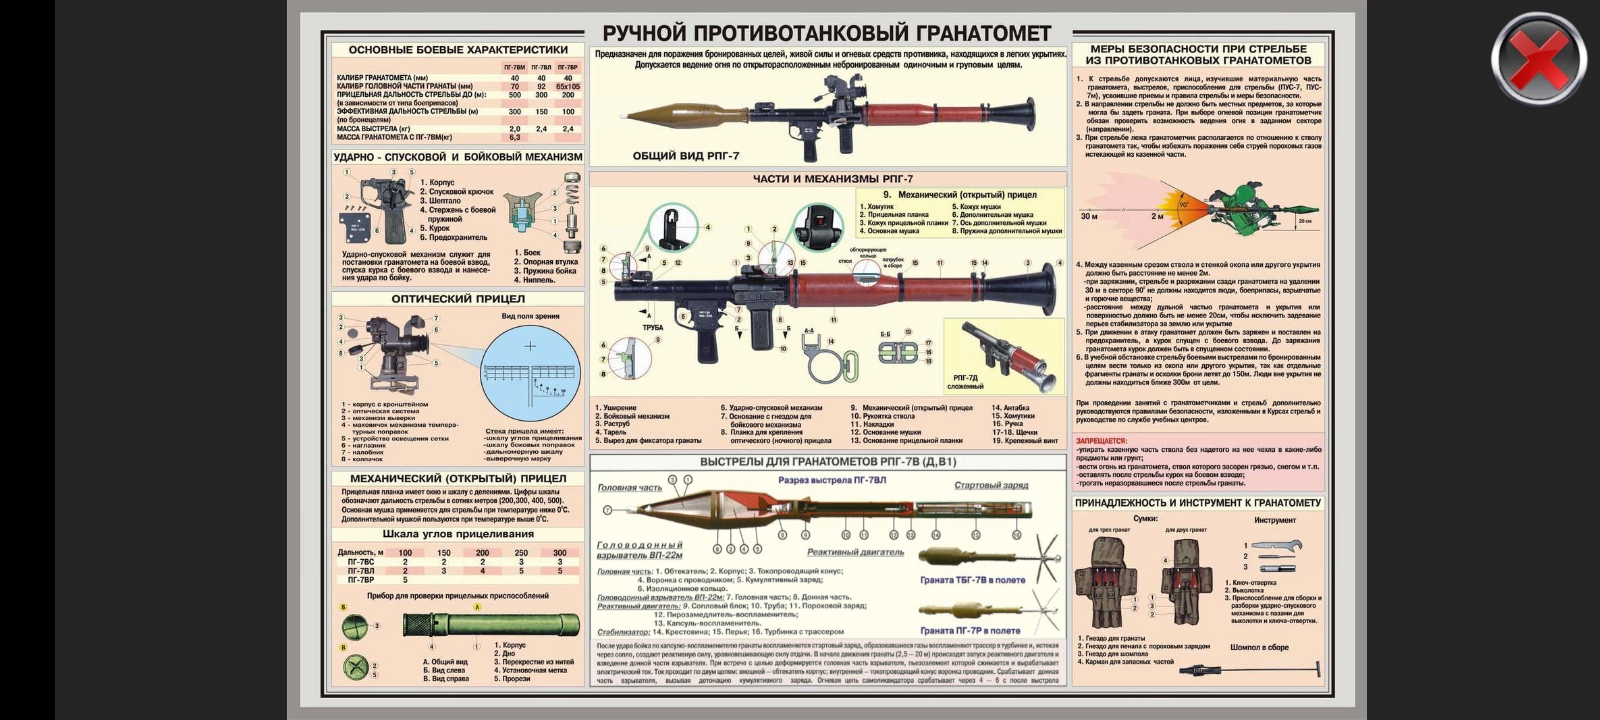 РУЧНОЙ ПРОТИВОТАНКОВЫЙ ГРАНАТОМЕТ
Предназначен для поражения бронированных целей, живой силы и огневых средств противника, находящихся в легких укрытиях.
Допускается ведение огня по открыторасположенным небронированным одиночным и груповым целям.
ОБЩИЙ ВИД РПГ-7
ОСНОВНЫЕ БОЕВЫЕ ХАРАКТЕРИСТИКИ
ПГ-7ВМ ПГ-7ВЛ ПГ-7ВР
КАЛИБР ГРАНАТОМЕТА (мм) 40 40 40
КАЛИБР ГОЛОВНОЙ ЧАСТИ ГРАНАТЫ (мм) 70 92 65х105
ПРИЦЕЛЬНАЯ ДАЛЬНОСТЬ СТРЕЛЬБЫ ДО (м): 500 300 200
(в зависимости от типа боеприпасов)
ЭФФЕКТИВНАЯ ДАЛЬНОСТЬ СТРЕЛЬБЫ (м) 300 150 100
(по бронецелям)
МАССА ВЫСТРЕЛА (кг) 2,0 2,4 2,4
МАССА ГРАНАТОМЕТА С ПГ-7ВМ(кг) 6,3
УДАРНО - СПУСКОВОЙ И БОЙКОВЫЙ МЕХАНИЗМ
1. Корпус
2. Спусковой крючок
3. Шептало
4. Стержень с боевой
пружиной
5. Курок
6. Предохранитель
Ударно-спусковой механизм служит для
постановки гранатомета на боевой взвод,
спуска курка с боевого взвода и нанесе-
ния удара по бойку.
1. Боек
2. Опорная втулка
3. Пружина бойка
4. Ниппель.
ОПТИЧЕСКИЙ ПРИЦЕЛ
Вид поля зрения
1 - корпус с кронштейном
2 - оптическая система
3 - механизм выверки
4 - маховичок механизма темпера-
турных поправок
5 - устройство освещения сетки
6 - наглазник
7 - налобник
8 - колпачок
Стека прицела имеет:
-шкалу углов прицеливания
-шкалу боковых поправок
-дальномерную шкалу
-выверочную марку
МЕХАНИЧЕСКИЙ (ОТКРЫТЫЙ) ПРИЦЕЛ
Прицельная планка имеет окно и шкалу с делениями. Цифры шкалы
обозначают дальность стрельбы в сотнях метров (200,300, 400, 500).
Основная мушка применяется для стрельбы при температуре ниже 0°С.
Дополнительной мушкой пользуются при температуре выше 0°С.
Шкала углов прицеливания
Дальность, м 100 150 200 250 300
ПГ-7ВС 2 2 2 3 3
ПГ-7ВЛ 2 3 4 5 5
ПГ-7ВР 5
Прибор для проверки прицельных приспособлений
А. Общий вид
Б. Вид слева
В. Вид справа
1. Корпус
2. Дно
3. Перекрестие из нитей
4. Установочная метка
5. Прорези
ЧАСТИ И МЕХАНИЗМЫ РПГ-7
9. Механический (открытый) прицел
1. Хомутик
2. Прицельная планка
3. Кожух прицельной планки
4. Основная мушка
5. Кожух мушки
6. Дополнительная мушка
7. Ось дополнительной мушки
8. Пружина дополнительной мушки
обтюрирующее
кольцо
ствол
патрубок
в сборе
ТРУБА
А-А
Б-Б
РПГ-7Д
сложенный
1. Уширение
2. Бойковый механизм
3. Раструб
4. Тарель
5. Вырез для фиксатора гранаты
6. Ударно-спусковой механизм
7. Основание с гнездом для
бойкового механизма
8. Планка для крепления
оптического (ночного) прицела
9. Механический (открытый) прицел
10. Рукоятка ствола
11. Накладки
12. Основание мушки
13. Основание прицельной планки
14. Антабка
15. Хомутики
16. Ручка
17-18. Щечки
19. Крепежный винт
ВЫСТРЕЛЫ ДЛЯ ГРАНАТОМЕТОВ РПГ-7В (Д,В1)
Головная часть
Разрез выстрела ПГ-7ВЛ
Стартовый заряд
Головодонный
взрыватель ВП-22м
Реактивный двигатель
Граната ТБГ-7В в полете
Граната ПГ-7Р в полете
Головная часть: 1. Обтекатель; 2. Корпус; 3. Токопроводящий конус;
4. Воронка с проводником; 5. Кумулятивный заряд;
6. Изоляционное кольцо.
Головодонный взрыватель ВП-22м: 7. Головная часть; 8. Донная часть.
Реактивный двигатель: 9. Сопловый блок; 10. Труба; 11. Пороховой заряд;
12. Пирозамедлитель-воспламенитель;
13. Капсуль-воспламенитель.
Стабилизатор: 14. Крестовина; 15. Перья; 16. Турбинка с трассером
После удара бойка по капсулю-воспламенителю гранаты воспламеняется стартовый заряд, образовавшиеся газы воспламеняют трассер в турбинке и, истекая
через сопло, создают реактивную силу, уравновешивающую силу отдачи. В начале движения гранаты (2,5 – 20 м) происходят запуск реактивного двигателя и
взведение донной части взрывателя. При встрече с целью деформируется головная часть взрывателя, пьезоэлемент которой сжимается и вырабатывает
электрический ток. Ток проходит по двум цепям: внешней – обтекатель-корпус; внутренней – токопроводящий конус воронка проводник. Срабатывает донная
часть взрывателя, вызывая детонацию кумулятивного заряда. Огневая цепь самоликвидатора срабатывает через 4 – 6 с после выстрела
МЕРЫ БЕЗОПАСНОСТИ ПРИ СТРЕЛЬБЕ
ИЗ ПРОТИВОТАНКОВЫХ ГРАНАТОМЕТОВ
1. К стрельбе допускаются лица, изучившие материальную часть
гранатомета, выстрелов, приспособления для стрельбы (ПУС-7, ПУС-
7м), усвоившие приемы и правила стрельбы и меры безопасности.
2. В направлении стрельбы не должно быть местных предметов, за которые
могла бы задеть граната. При выборе огневой позиции гранатометчик
обязан проверить возможность ведения огня в заданном секторе
(направлении).
3. При стрельбе лежа гранатометчик располагается по отношению к стволу
гранатомета так, чтобы избежать поражения себя струей пороховых газов
истекающей из казенной части.
30 м
2 м
90°
20 см
4. Между казенным срезом ствола и стенкой окопа или другого укрытия
должно быть расстояние не менее 2м.
-при заряжании, стрельбе и разряжании сзади гранатомета на удалении
30 м в секторе 90° не должны находится люди, боеприпасы, взрывчатые
и горючие вещества;
-расстояние между дульной частью гранатомета и укрытия или
поверхностью должно быть не менее 20см, чтобы исключить задевание
перьев стабилизатора за землю или укрытие
5. При движении в атаку гранатомет должен быть заряжен и поставлен на
предохранитель, а курок спущен с боевого взвода. До заряжания
гранатомета курок должен быть в спущенном состоянии.
6. В учебной обстановке стрельбу боевыми выстрелами по бронированным
целям вести только из окопа или другого укрытия, так как отдельные
фрагменты гранаты и осколки брони летят до 150м. Люди вне укрытия не
должны находиться ближе 300м от цели.
При проведении занятий с гранатометчиками и стрельб дополнительно
руководствуются правилами безопасности, изложенными в Курсах стрельб и
руководстве по службе учебных центров.
ЗАПРЕЩАЕТСЯ:
-упирать казенную часть ствола без надетого на нее чехла в какие-либо
предметы или грунт;
-вести огонь из гранатомета, ствол которого засорен грязью, снегом и т.п.
-оставлять после стрельбы курок на боевом взводе;
-трогать неразорвавшиеся после стрельбы гранаты.
ПРИНАДЛЕЖНОСТЬ И ИНСТРУМЕНТ К ГРАНАТОМЕТУ
Сумки:
для трех гранат
для двух гранат
Инструмент
1
2
3
1. Ключ-отвертка
2. Выколотка
3. Приспособление для сборки и
разборки ударно-спускового
механизма с пазами для
выколотки и ключа-отвертки.
1. Гнездо для гранаты
2. Гнездо для пенала с пороховым зарядом
3. Гнездо для шомпола
4. Карман для запасных частей
Шомпол в сборе